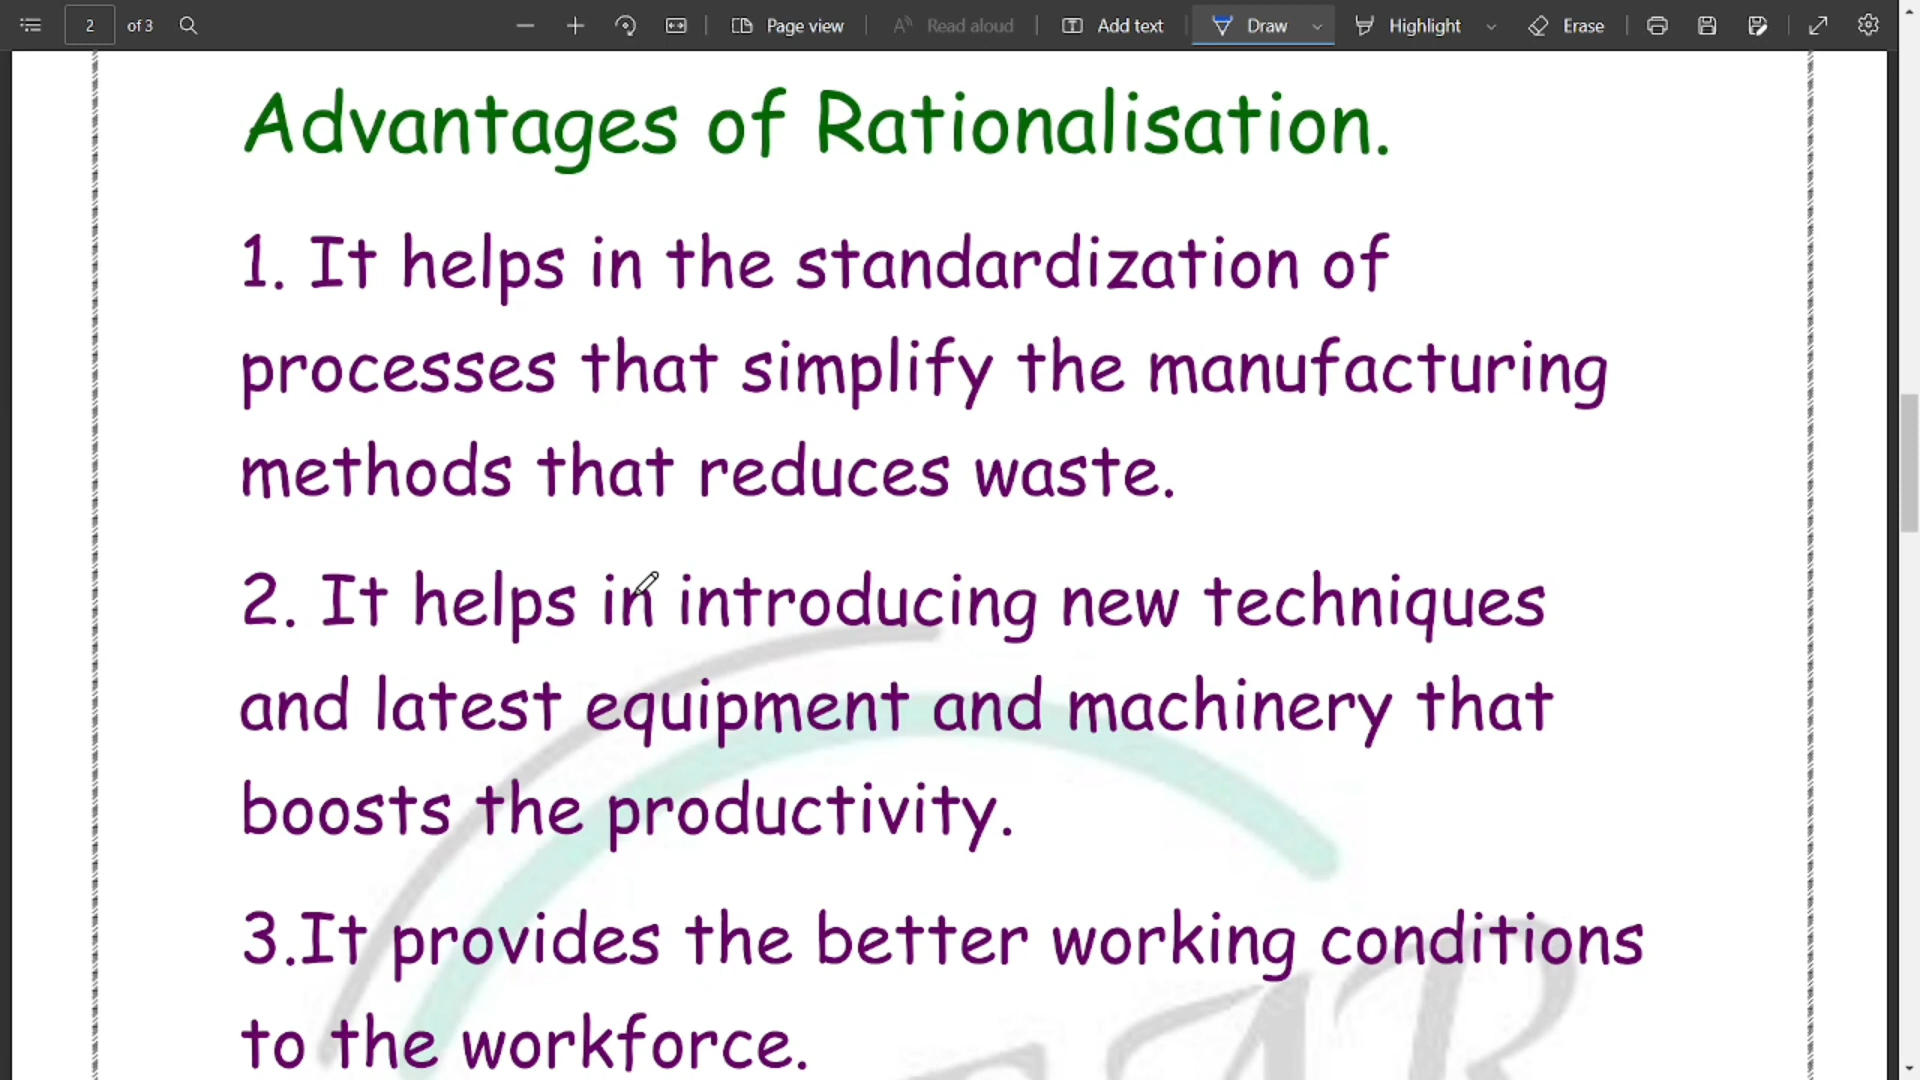 2 of 3 Page view Read aloud Add text Draw Highlight Erase
Advantages of Rationalisation.
1. It helps in the standardization of
processes that simplify the manufacturing
methods that reduces waste.
2. It helps in introducing new techniques
and latest equipment and machinery that
boosts the productivity.
3.It provides the better working conditions
to the workforce.